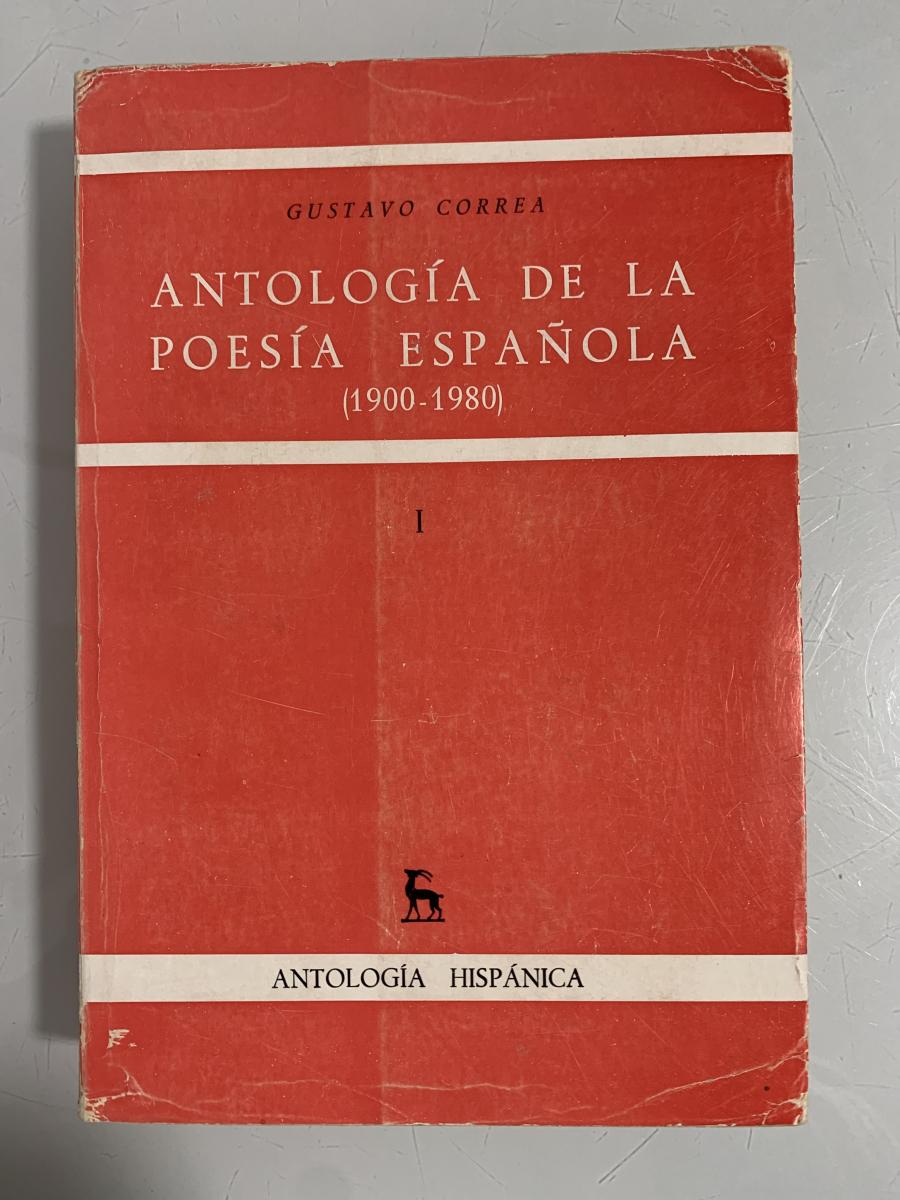 GUSTAVO CORREA
ANTOLOGÍA DE LA
POESÍA ESPAÑOLA
(1900-1980)
I
ANTOLOGÍA HISPÁNICA